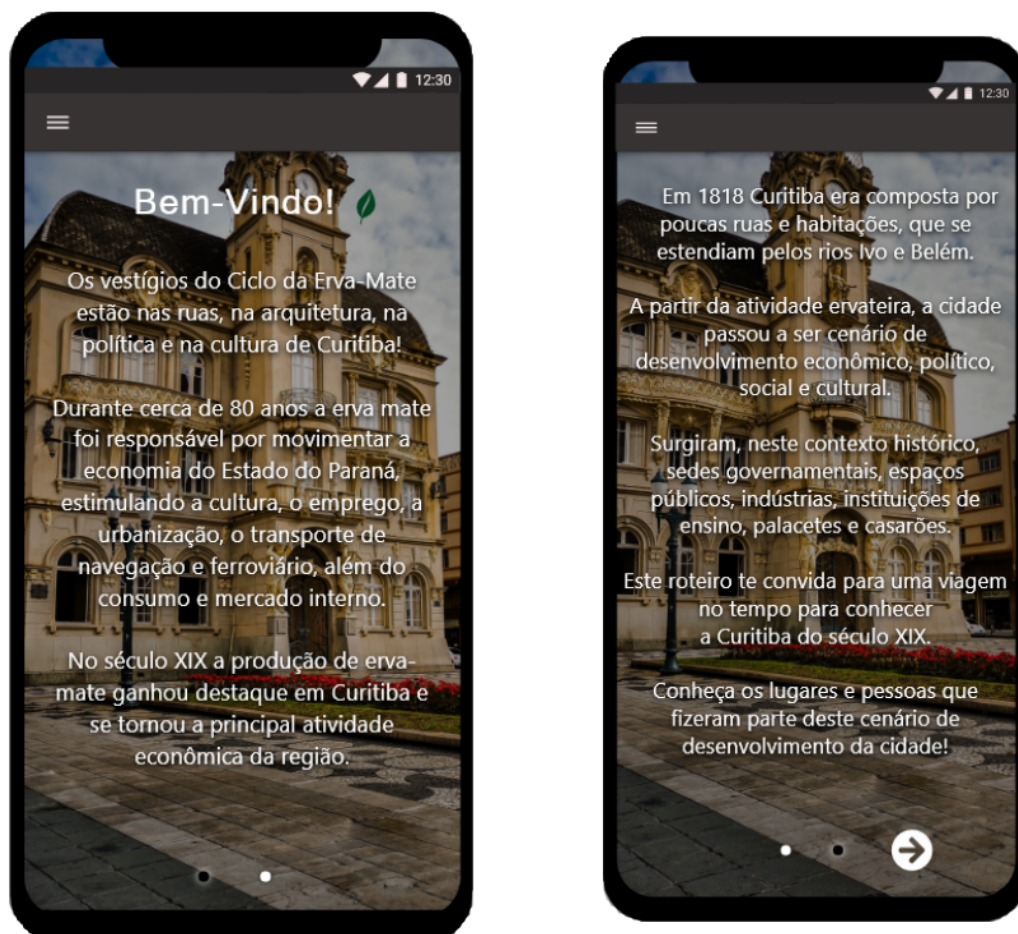 12:30
Bem-Vindo!
Os vestígios do Ciclo da Erva-Mate
estão nas ruas, na arquitetura, na
política e na cultura de Curitiba!
Durante cerca de 80 anos a erva mate
foi responsável por movimentar a
economia do Estado do Paraná,
estimulando a cultura, o emprego, a
urbanização, o transporte de
navegação e ferroviário, além do
consumo e mercado interno.
No século XIX a produção de erva-
mate ganhou destaque em Curitiba e
se tornou a principal atividade
econômica da região.
12:30
Em 1818 Curitiba era composta por
poucas ruas e habitações, que se
estendiam pelos rios Ivo e Belém.
A partir da atividade ervateira, a cidade
passou a ser cenário de
desenvolvimento econômico, político,
social e cultural.
Surgiram, neste contexto histórico,
sedes governamentais, espaços
públicos, indústrias, instituições de
ensino, palacetes e casarões.
Este roteiro te convida para uma viagem
no tempo para conhecer
a Curitiba do século XIX.
Conheça os lugares e pessoas que
fizeram parte deste cenário de
desenvolvimento da cidade!